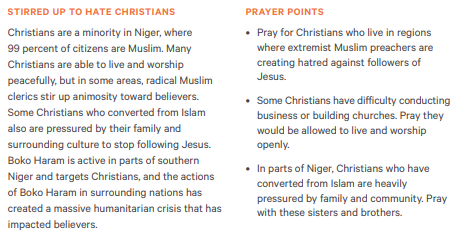 STIRRED UP TO HATE CHRISTIANS
Christians are a minority in Niger, where
99 percent of citizens are Muslim. Many
Christians are able to live and worship
peacefully, but in some areas, radical Muslim
clerics stir up animosity toward believers.
Some Christians who converted from Islam
also are pressured by their family and
surrounding culture to stop following Jesus.
Boko Haram is active in parts of southern
Niger and targets Christians, and the actions
of Boko Haram in surrounding nations has
created a massive humanitarian crisis that has
impacted believers.
PRAYER POINTS
• Pray for Christians who live in regions
where extremist Muslim preachers are
creating hatred against followers of
Jesus.
• Some Christians have difficulty conducting
business or building churches. Pray they
would be allowed to live and worship
openly.
• In parts of Niger, Christians who have
converted from Islam are heavily
pressured by family and community. Pray
with these sisters and brothers.